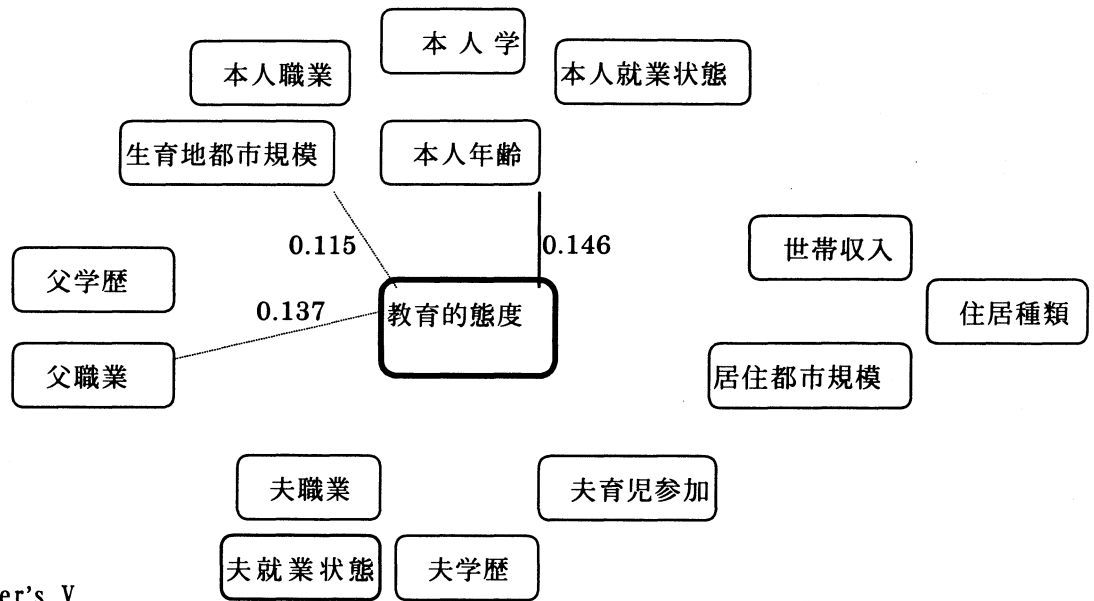 本人学
本人職業
本人就業状態
生育地都市規模
本人年齢
0.115
0.146
世帯収入
父学歴
0.137
教育的態度
住居種類
父職業
居住都市規模
夫職業
夫育児参加
夫就業状態
夫学歴
er's V